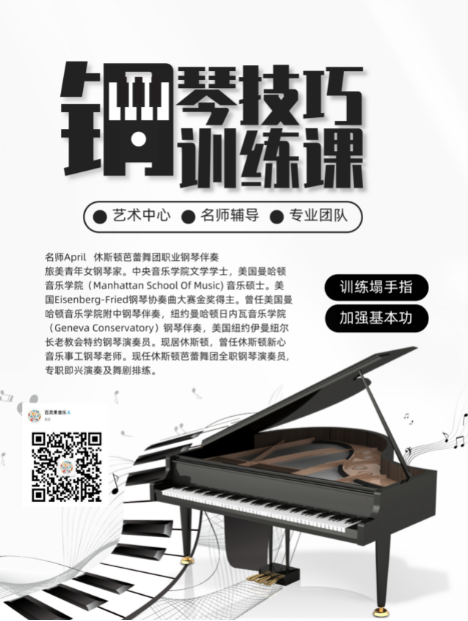 钢琴技巧
训练课
艺术中心 名师辅导 专业团队
名师April 休斯顿芭蕾舞团职业钢琴伴奏
旅美青年女钢琴家。中央音乐学院文学学士，美国曼哈顿
音乐学院（Manhattan School Of Music) 音乐硕士。美
国Eisenberg-Fried钢琴协奏曲大赛金奖得主。曾任美国曼
哈顿音乐学院附中钢琴伴奏，纽约曼哈顿日内瓦音乐学院
（Geneva Conservatory）钢琴伴奏，美国纽约伊曼纽尔
长老教会特约钢琴演奏员。现居休斯顿，曾任休斯顿新心
音乐事工钢琴老师。现任休斯顿芭蕾舞团全职钢琴演奏员,
专职即兴演奏及舞剧排练。
训练塌手指
加强基本功